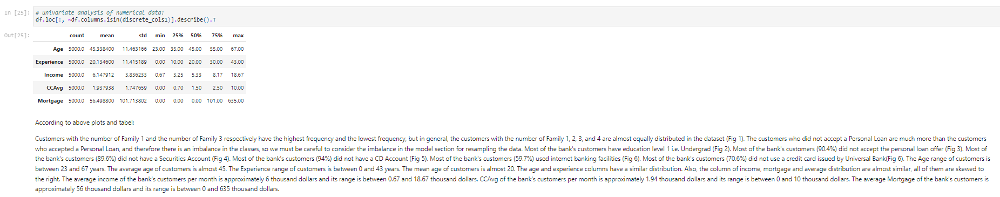 In [25]: # univariate analysis of numerical data:
df.loc[:, ~df.columns.isin(discrete_cols1)].describe().T
Out[25]:
count mean std min 25% 50% 75% max
Age 5000.0 45.338400 11.463166 23.00 35.00 45.00 55.00 67.00
Experience 5000.0 20.134600 11.415189 0.00 10.00 20.00 30.00 43.00
Income 5000.0 6.147912 3.836233 0.67 3.25 5.33 8.17 18.67
CCAvg 5000.0 1.937938 1.747659 0.00 0.70 1.50 2.50 10.00
Mortgage 5000.0 56.498800 101.713802 0.00 0.00 0.00 101.00 635.00
According to above plots and tabel:
Customers with the number of Family 1 and the number of Family 3 respectively have the highest frequency and the lowest frequency, but in general, the customers with the number of Family 1, 2, 3, and 4 are almost equally distributed in the dataset (Fig 1). The customers who did not accept a Personal Loan are much more than the customers
who accepted a Personal Loan, and therefore there is an imbalance in the classes, so we must be careful to consider the imbalance in the model section for resampling the data. Most of the bank's customers have education level 1 i.e. Undergrad (Fig 2). Most of the bank's customers (90.4%) did not accept the personal loan offer (Fig 3). Most of
the bank's customers (89.6%) did not have a Securities Account (Fig 4). Most of the bank's customers (94%) did not have a CD Account (Fig 5). Most of the bank's customers (59.7%) used internet banking facilities (Fig 6). Most of the bank's customers (70.6%) did not use a credit card issued by Universal Bank(Fig 6). The Age range of customers is
between 23 and 67 years. The average age of customers is almost 45. The Experience range of customers is between 0 and 43 years. The mean age of customers is almost 20. The age and experience columns have a similar distribution. Also, the column of income, mortgage and average distribution are almost similar, all of them are skewed to
the right. The average income of the bank's customers per month is approximately 6 thousand dollars and its range is between 0.67 and 18.67 thousand dollars. CCAvg of the bank's customers per month is approximately 1.94 thousand dollars and its range is between 0 and 10 thousand dollars. The average Mortgage of the bank's customers is
approximately 56 thousand dollars and its range is between 0 and 635 thousand dollars.